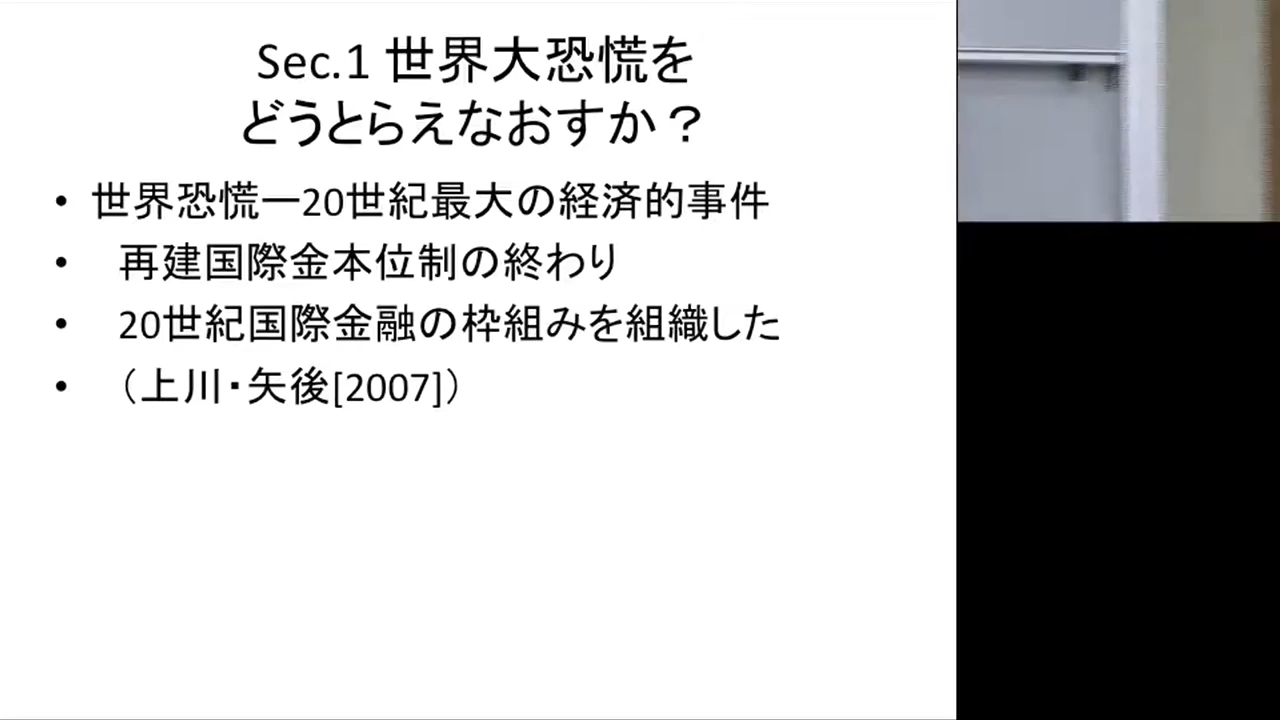 Sec.1 世界大恐慌を
どうとらえなおすか？
• 世界恐慌ー20世紀最大の経済的事件
• 再建国際金本位制の終わり
• 20世紀国際金融の枠組みを組織した
• （上川・矢後[2007]）